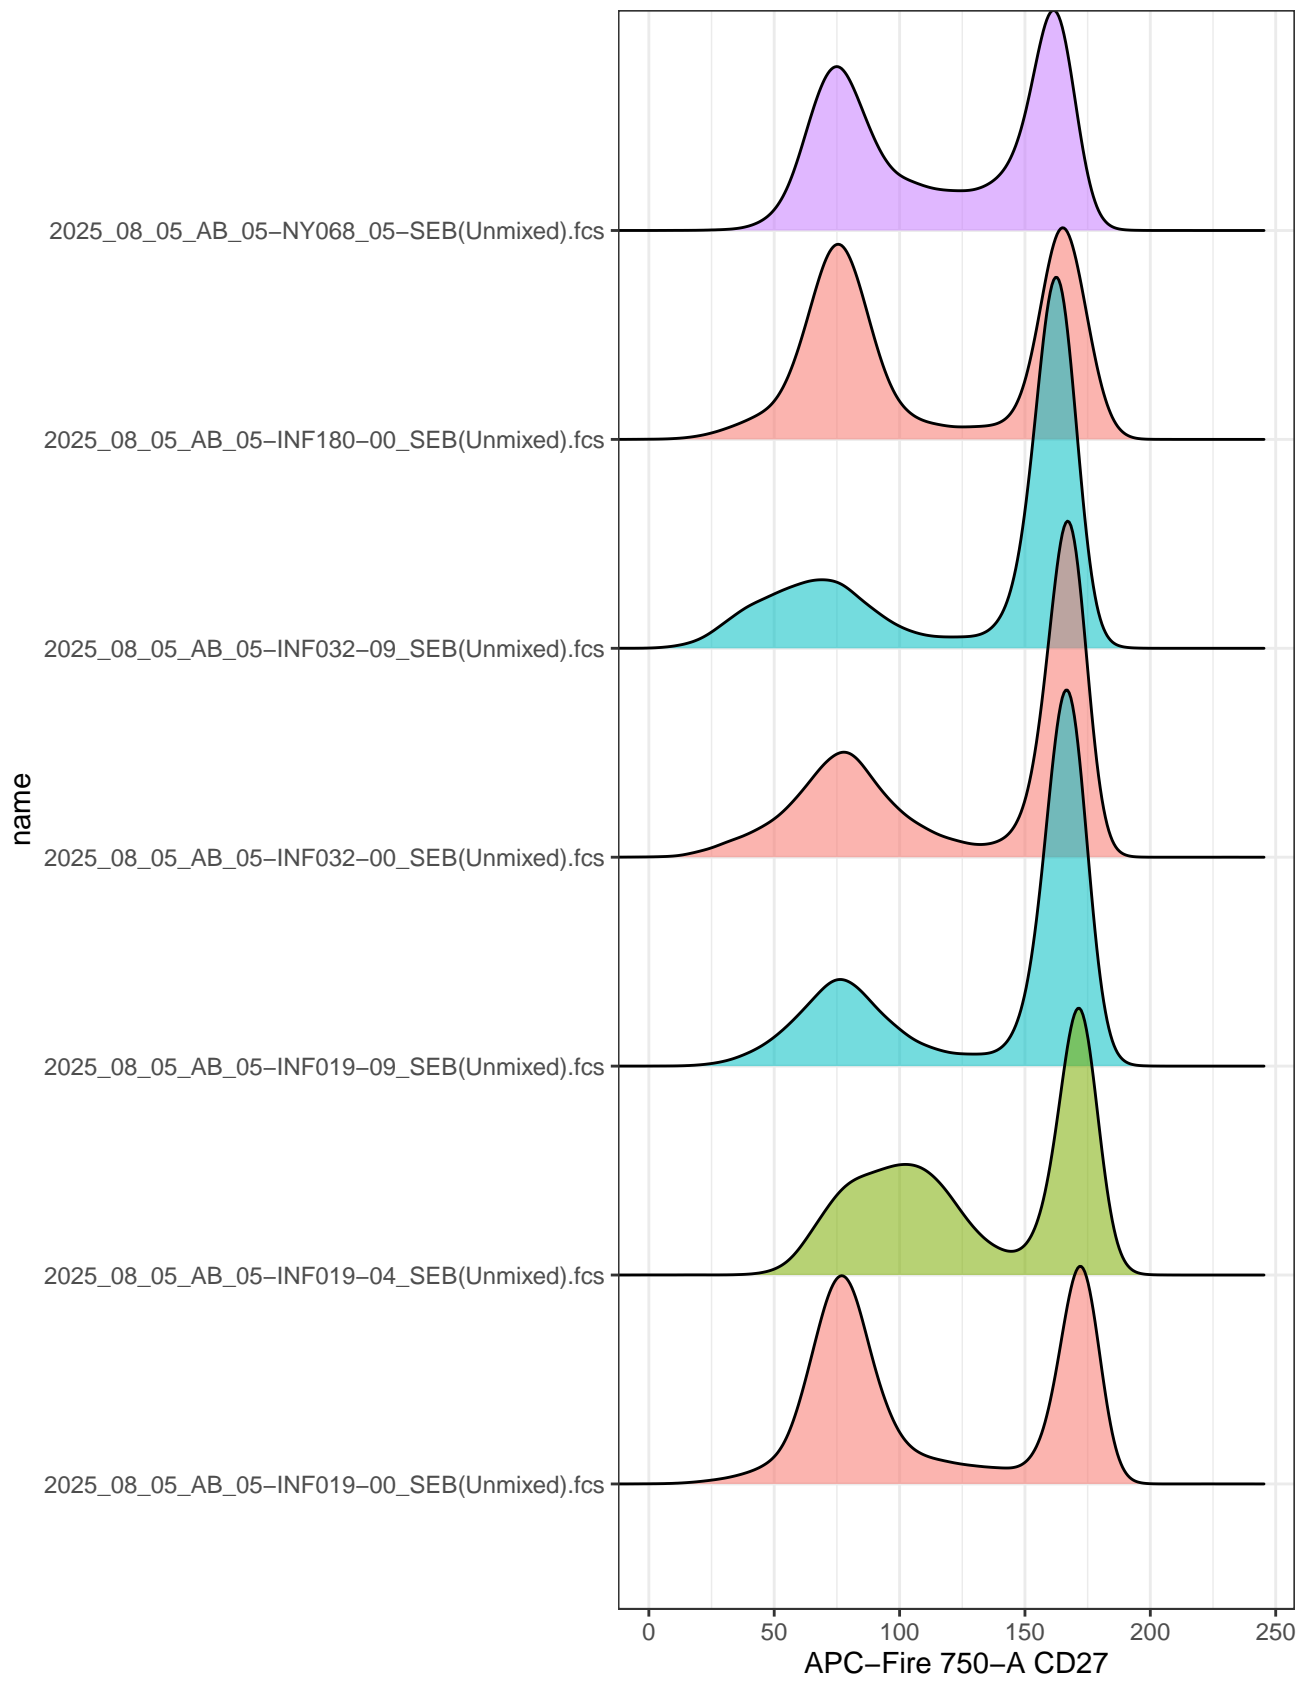 2025_08_05_AB_05−NY068_05−SEB(Unmixed).fcs
2025_08_05_AB_05−INF180−00_SEB(Unmixed).fcs
2025_08_05_AB_05−INF032−09_SEB(Unmixed).fcs
name
2025_08_05_AB_05−INF032−00_SEB(Unmixed).fcs
2025_08_05_AB_05−INF019−09_SEB(Unmixed).fcs
2025_08_05_AB_05−INF019−04_SEB(Unmixed).fcs
2025_08_05_AB_05−INF019−00_SEB(Unmixed).fcs
0 50 100 150 200 250
APC−Fire 750−A CD27